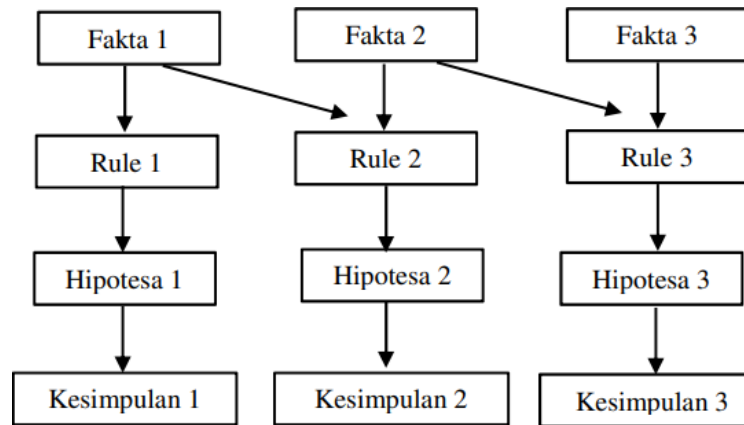 Fakta 1
Fakta 2
Fakta 3
Rule 1
Rule 2
Rule 3
Hipotesa 1
Hipotesa 2
Hipotesa 3
Kesimpulan 1
Kesimpulan 2
Kesimpulan 3